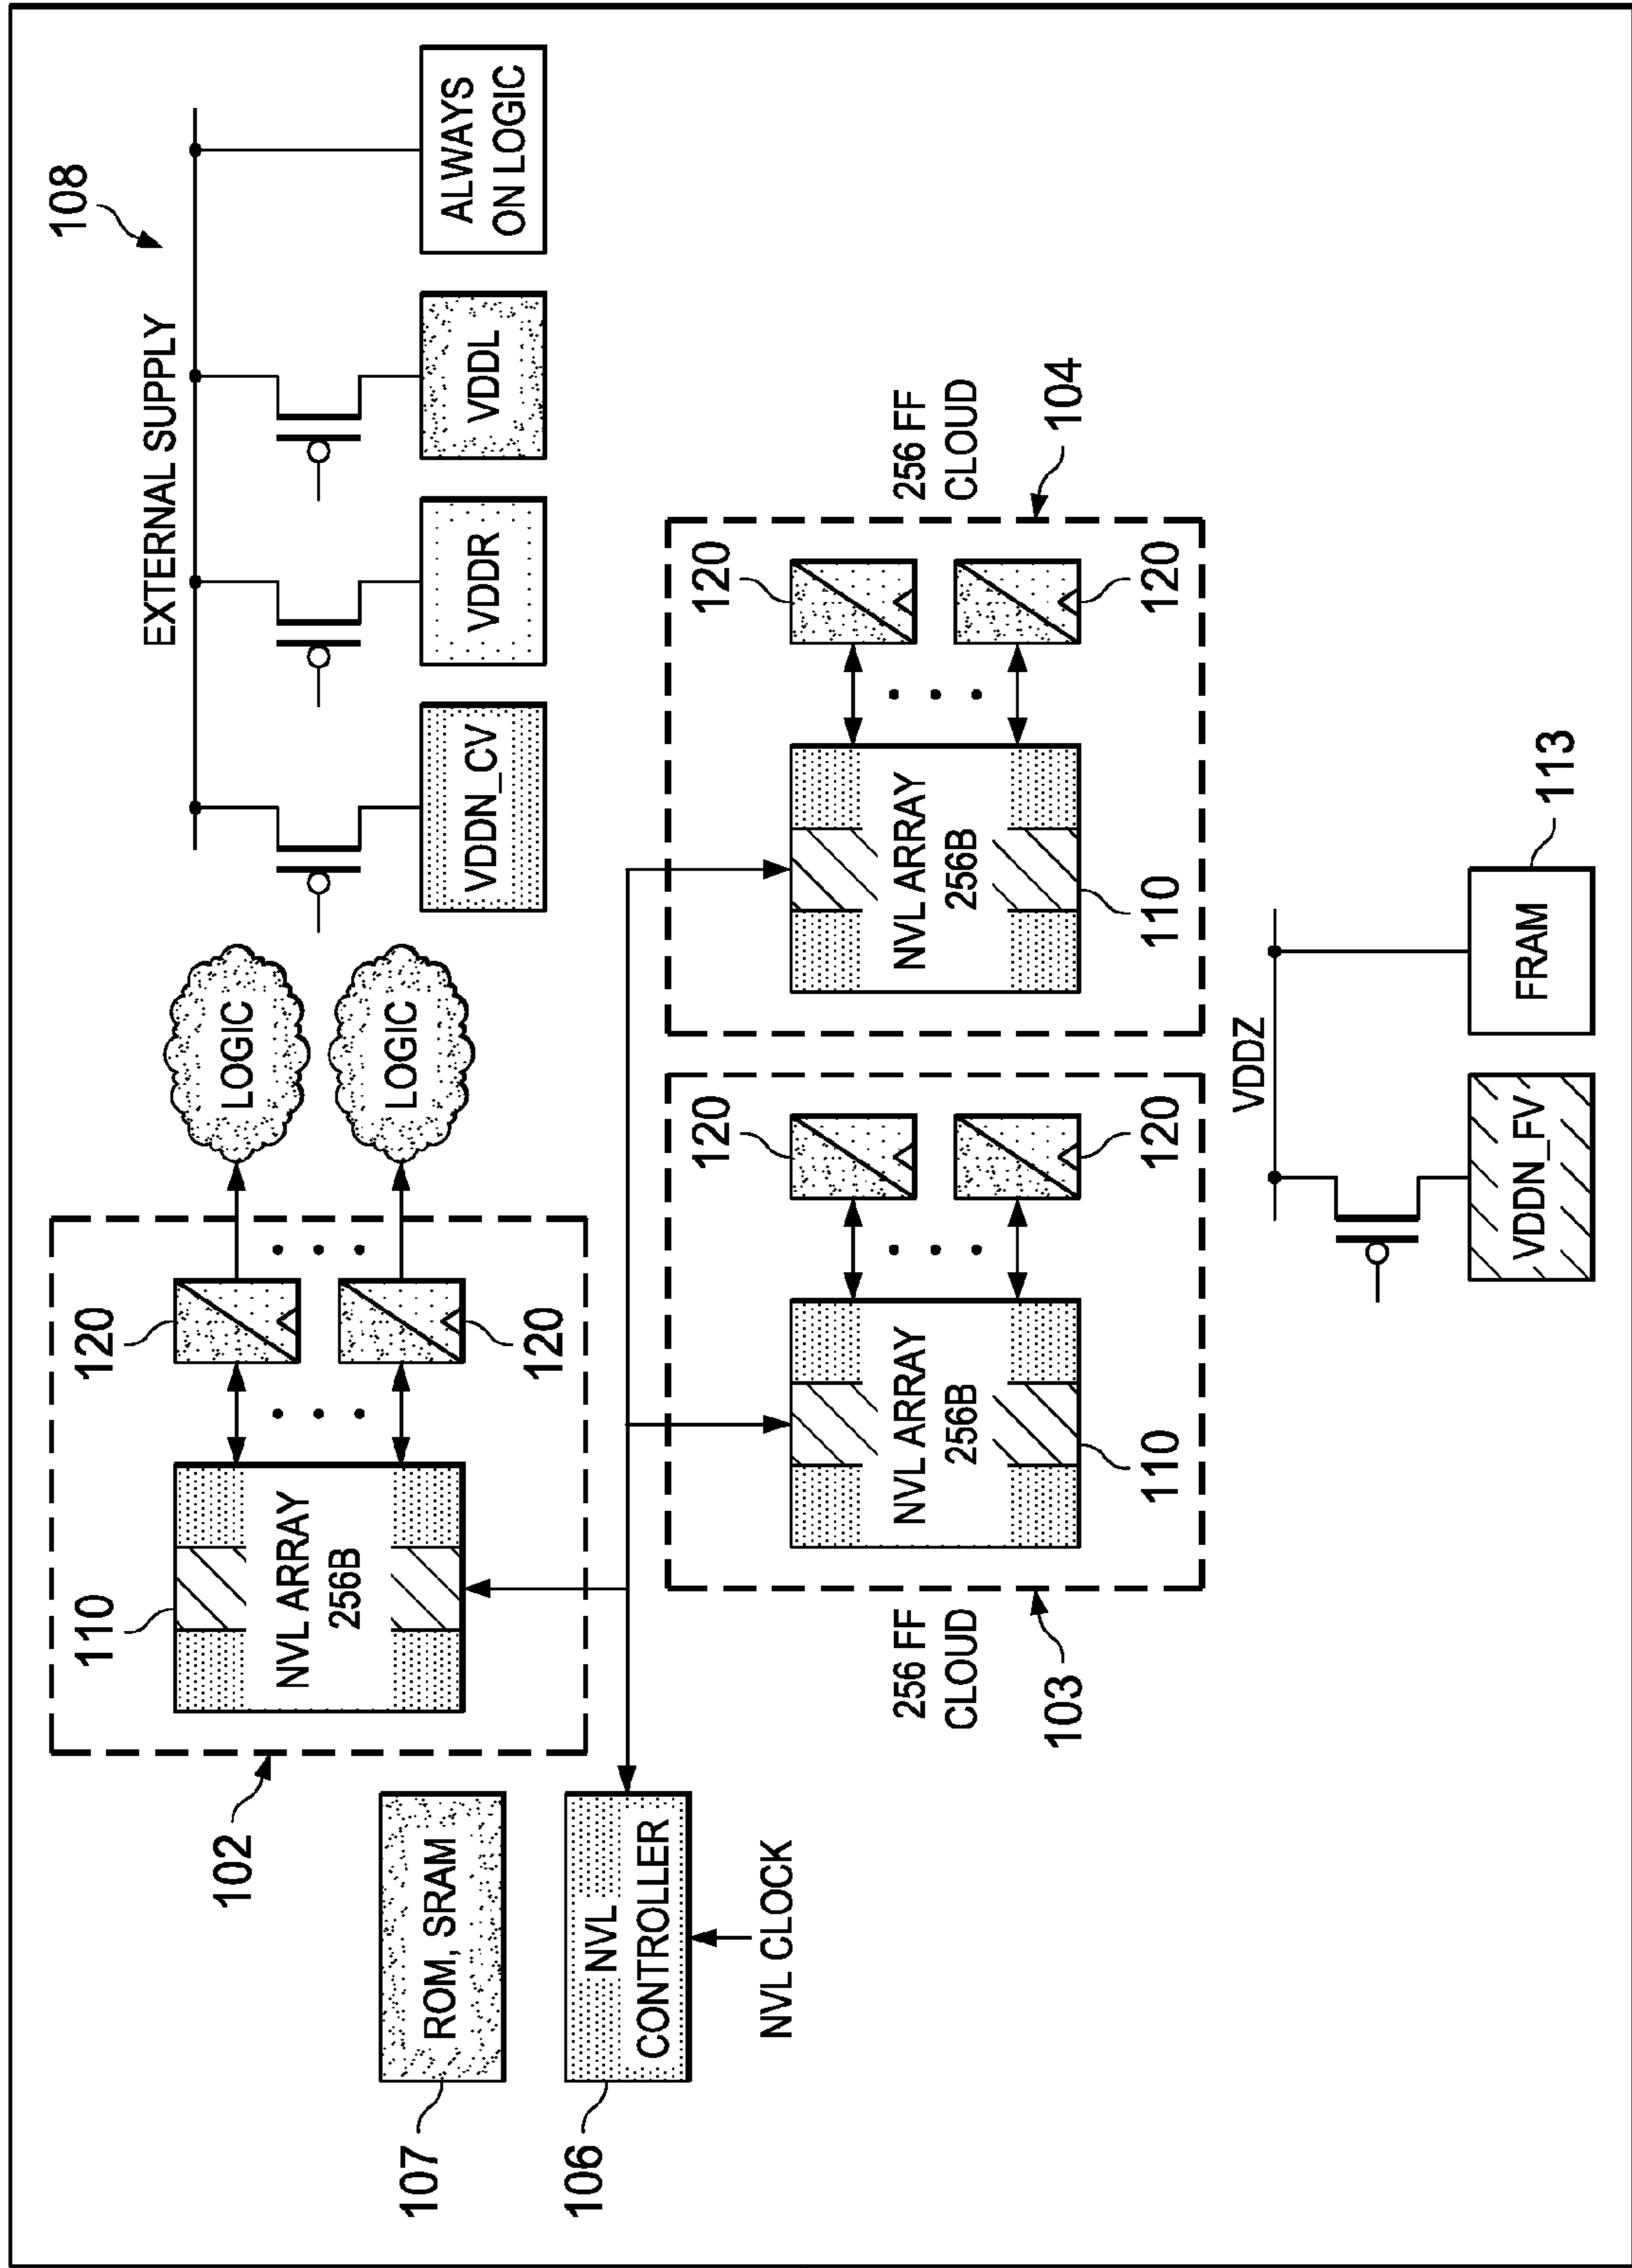 108
EXTERNAL SUPPLY
VDDN_CV
VDDR
VDDL
ALWAYS
ON LOGIC
102
110
NVL ARRAY
256B
120
120
LOGIC
LOGIC
107
ROM, SRAM
106
NVL
CONTROLLER
NVL CLOCK
256 FF
CLOUD
103
NVL ARRAY
256B
110
120
120
256 FF
CLOUD
104
NVL ARRAY
256B
110
120
120
VDDZ
VDDN_FV
FRAM
113